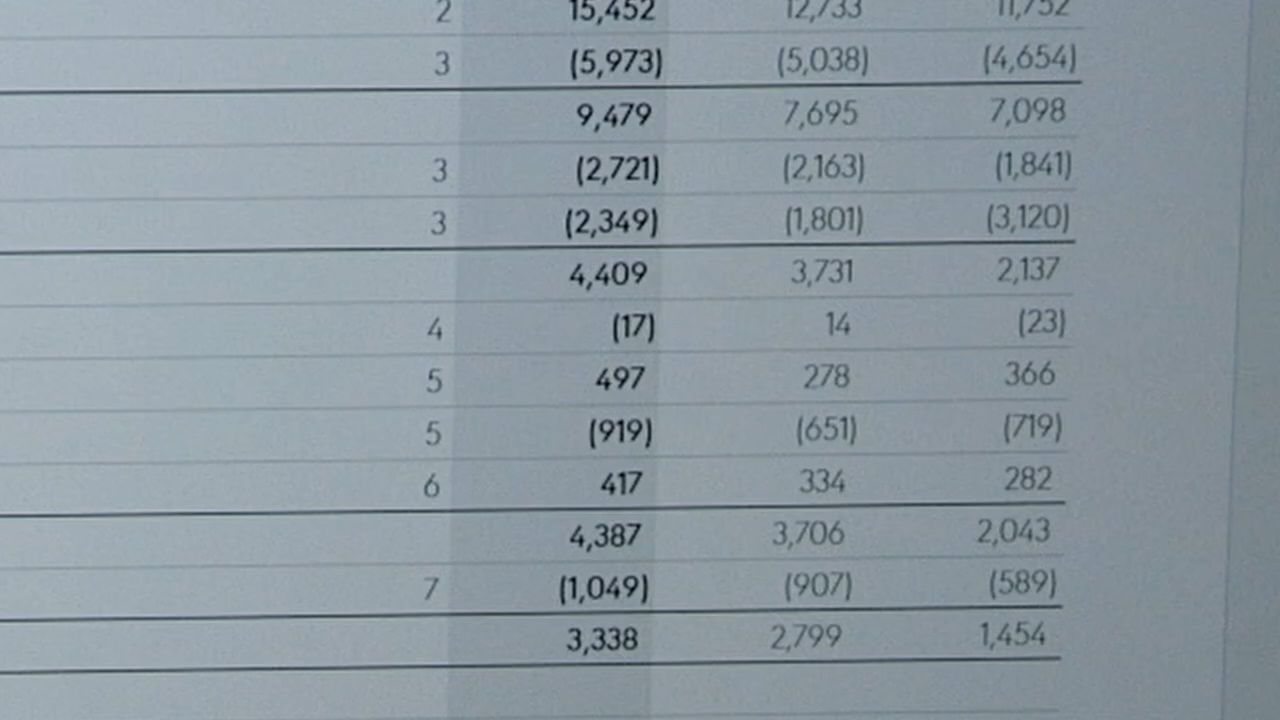 2 15,452 12,733 11,752
3 (5,973) (5,038) (4,654)
9,479 7,695 7,098
3 (2,721) (2,163) (1,841)
3 (2,349) (1,801) (3,120)
4,409 3,731 2,137
4 (17) 14 (23)
5 497 278 366
5 (919) (651) (719)
6 417 334 282
4,387 3,706 2,043
7 (1,049) (907) (589)
3,338 2,799 1,454